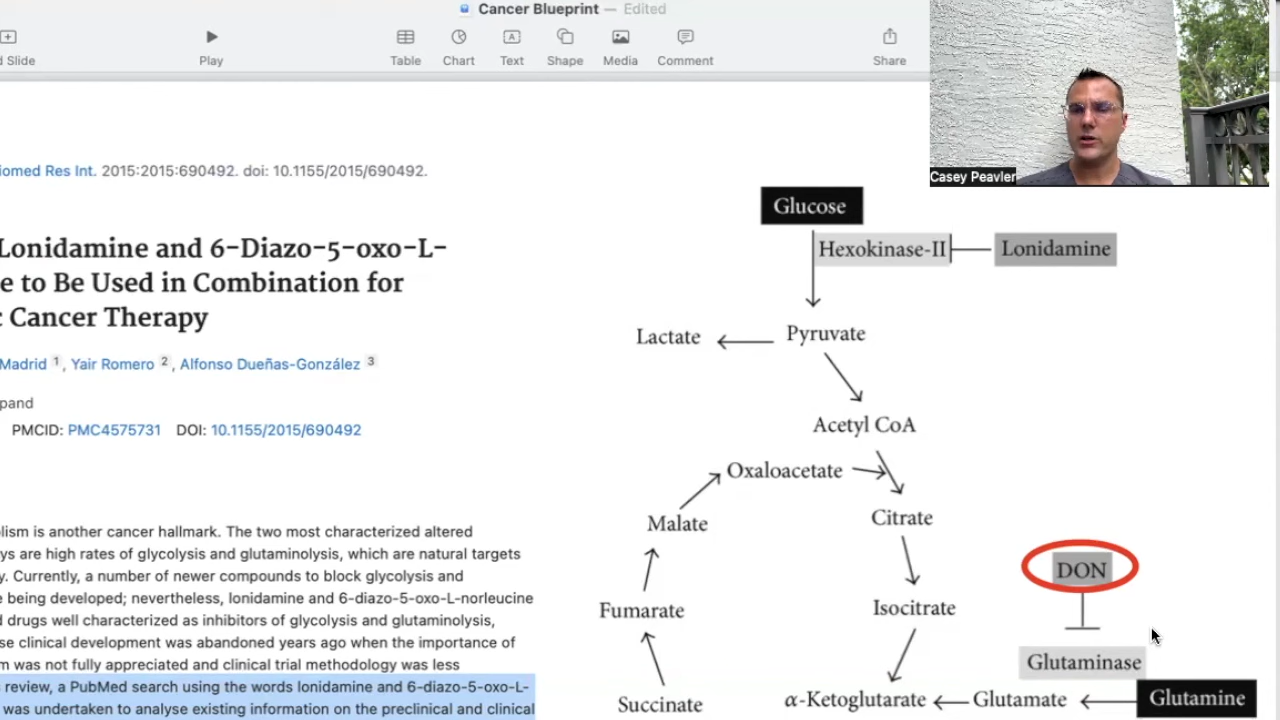 Cancer Blueprint — Edited
d Slide
Play
Table
Chart
Text
Shape
Media
Comment
Share
Casey Peavler
iomed Res Int. 2015:2015:690492. doi: 10.1155/2015/690492.
Lonidamine and 6-Diazo-5-oxo-L-
e to Be Used in Combination for
c Cancer Therapy
Madrid 1, Yair Romero 2, Alfonso Dueñas-González 3
pand
PMCID: PMC4575731 DOI: 10.1155/2015/690492
lism is another cancer hallmark. The two most characterized altered
ys are high rates of glycolysis and glutaminolysis, which are natural targets
y. Currently, a number of newer compounds to block glycolysis and
e being developed; nevertheless, lonidamine and 6-diazo-5-oxo-L-norleucine
d drugs well characterized as inhibitors of glycolysis and glutaminolysis,
se clinical development was abandoned years ago when the importance of
m was not fully appreciated and clinical trial methodology was less
s review, a PubMed search using the words lonidamine and 6-diazo-5-oxo-L-
was undertaken to analyse existing information on the preclinical and clinical
Glucose
Hexokinase-II
Lonidamine
Lactate
Pyruvate
Acetyl CoA
Oxaloacetate
Malate
Citrate
DON
Fumarate
Isocitrate
Glutaminase
Succinate
α-Ketoglutarate
Glutamate
Glutamine